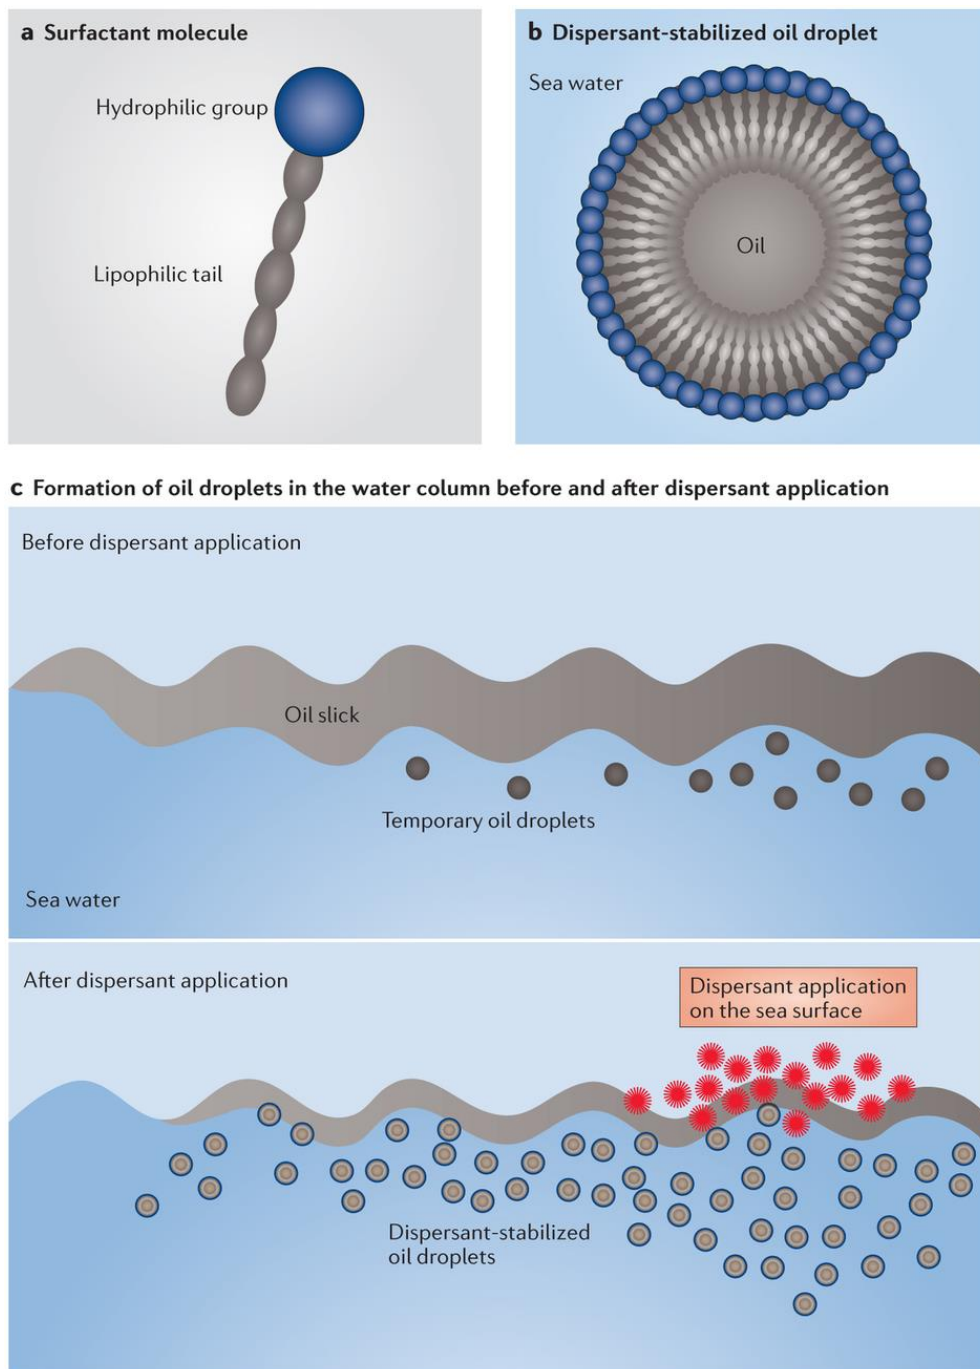 a Surfactant molecule
Hydrophilic group
Lipophilic tail
b Dispersant-stabilized oil droplet
Sea water
Oil
c Formation of oil droplets in the water column before and after dispersant application
Before dispersant application
Oil slick
Temporary oil droplets
Sea water
After dispersant application
Dispersant application
on the sea surface
Dispersant-stabilized
oil droplets